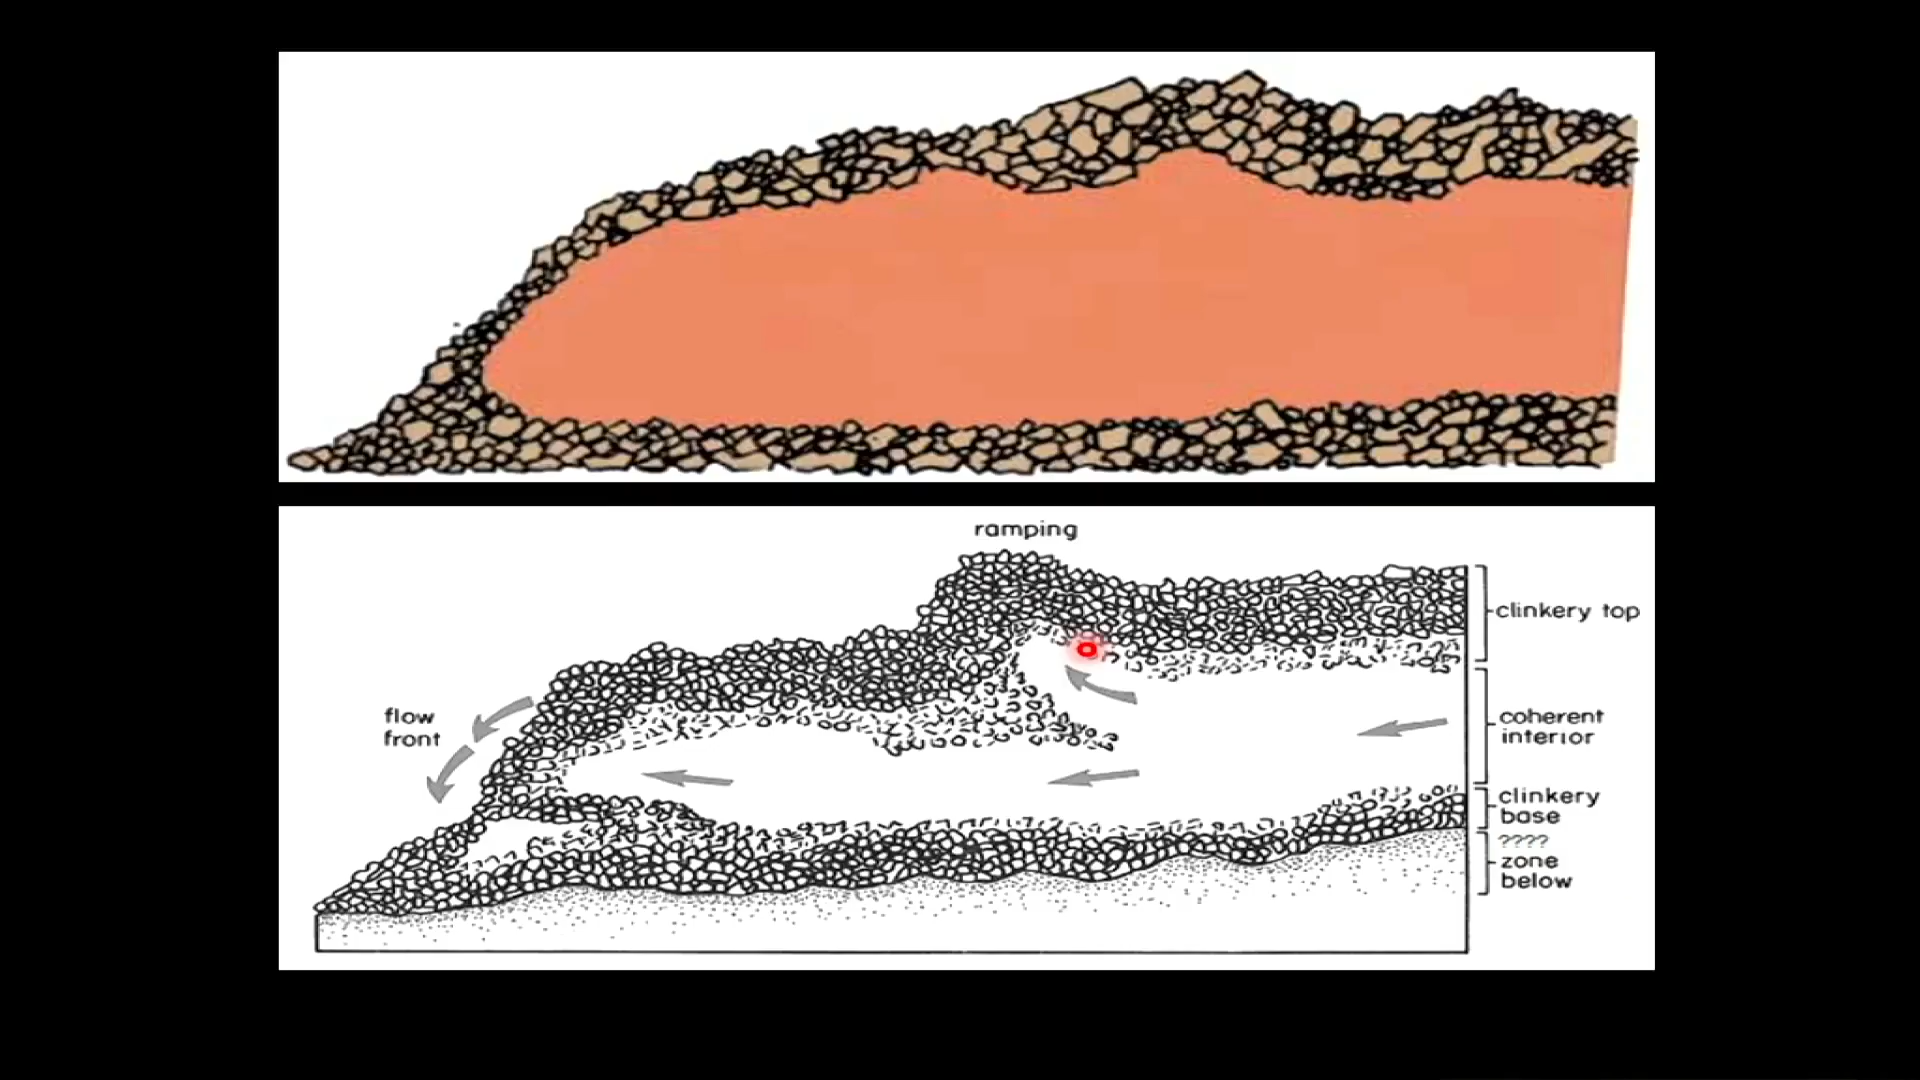 ramping
clinkery top
flow
front
coherent
interior
clinkery
base
????
zone
below